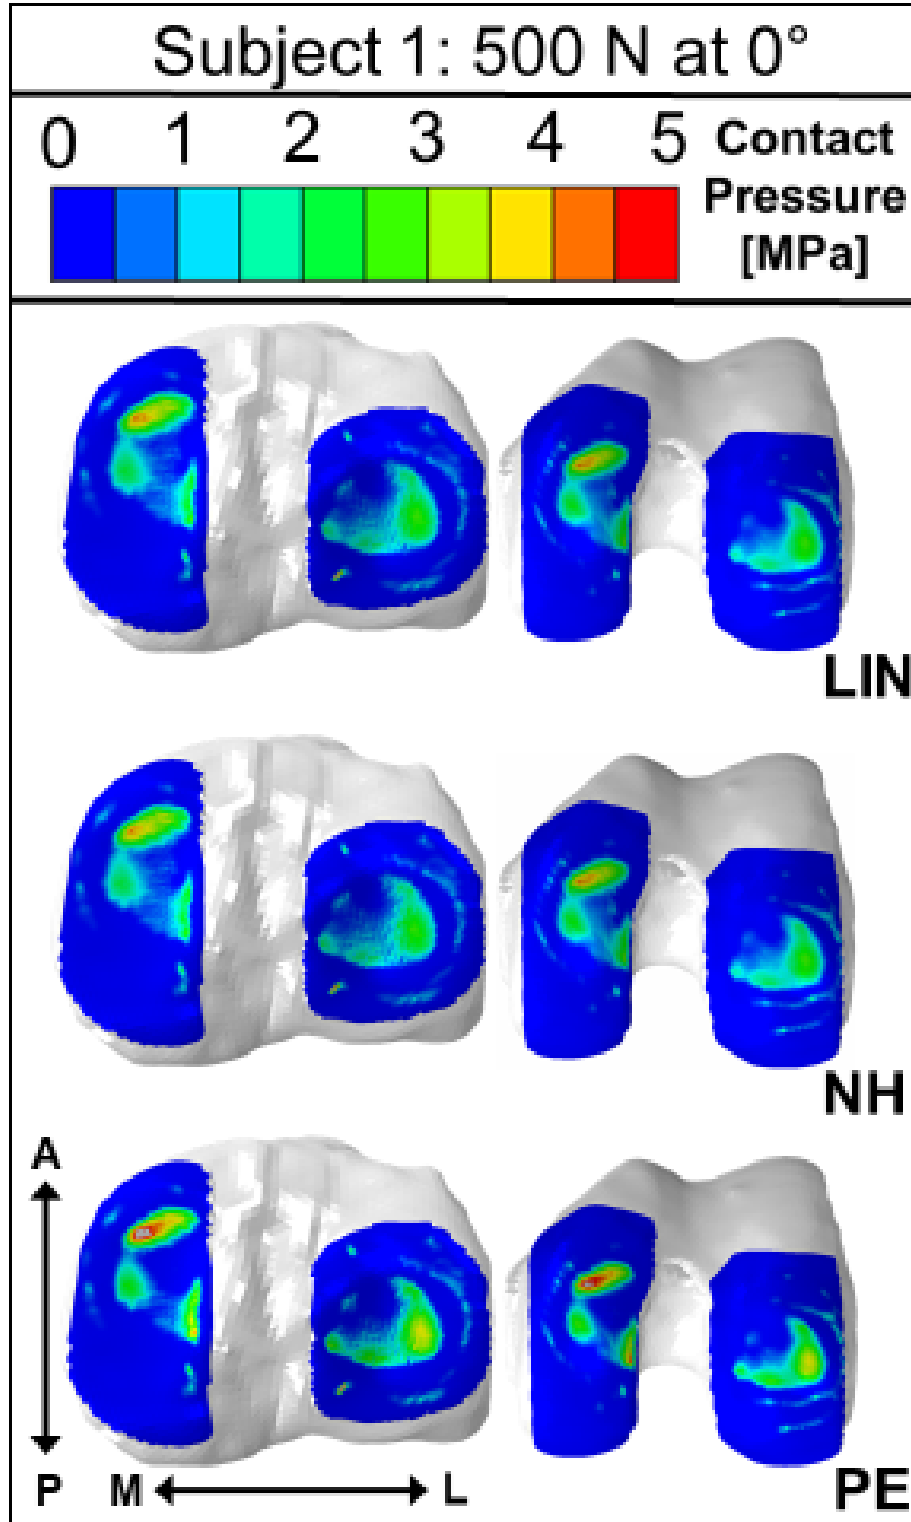 Subject 1: 500 N at 0°
0 1 2 3 4 5
Contact
Pressure
[MPa]
LIN
NH
A
P M L
PE